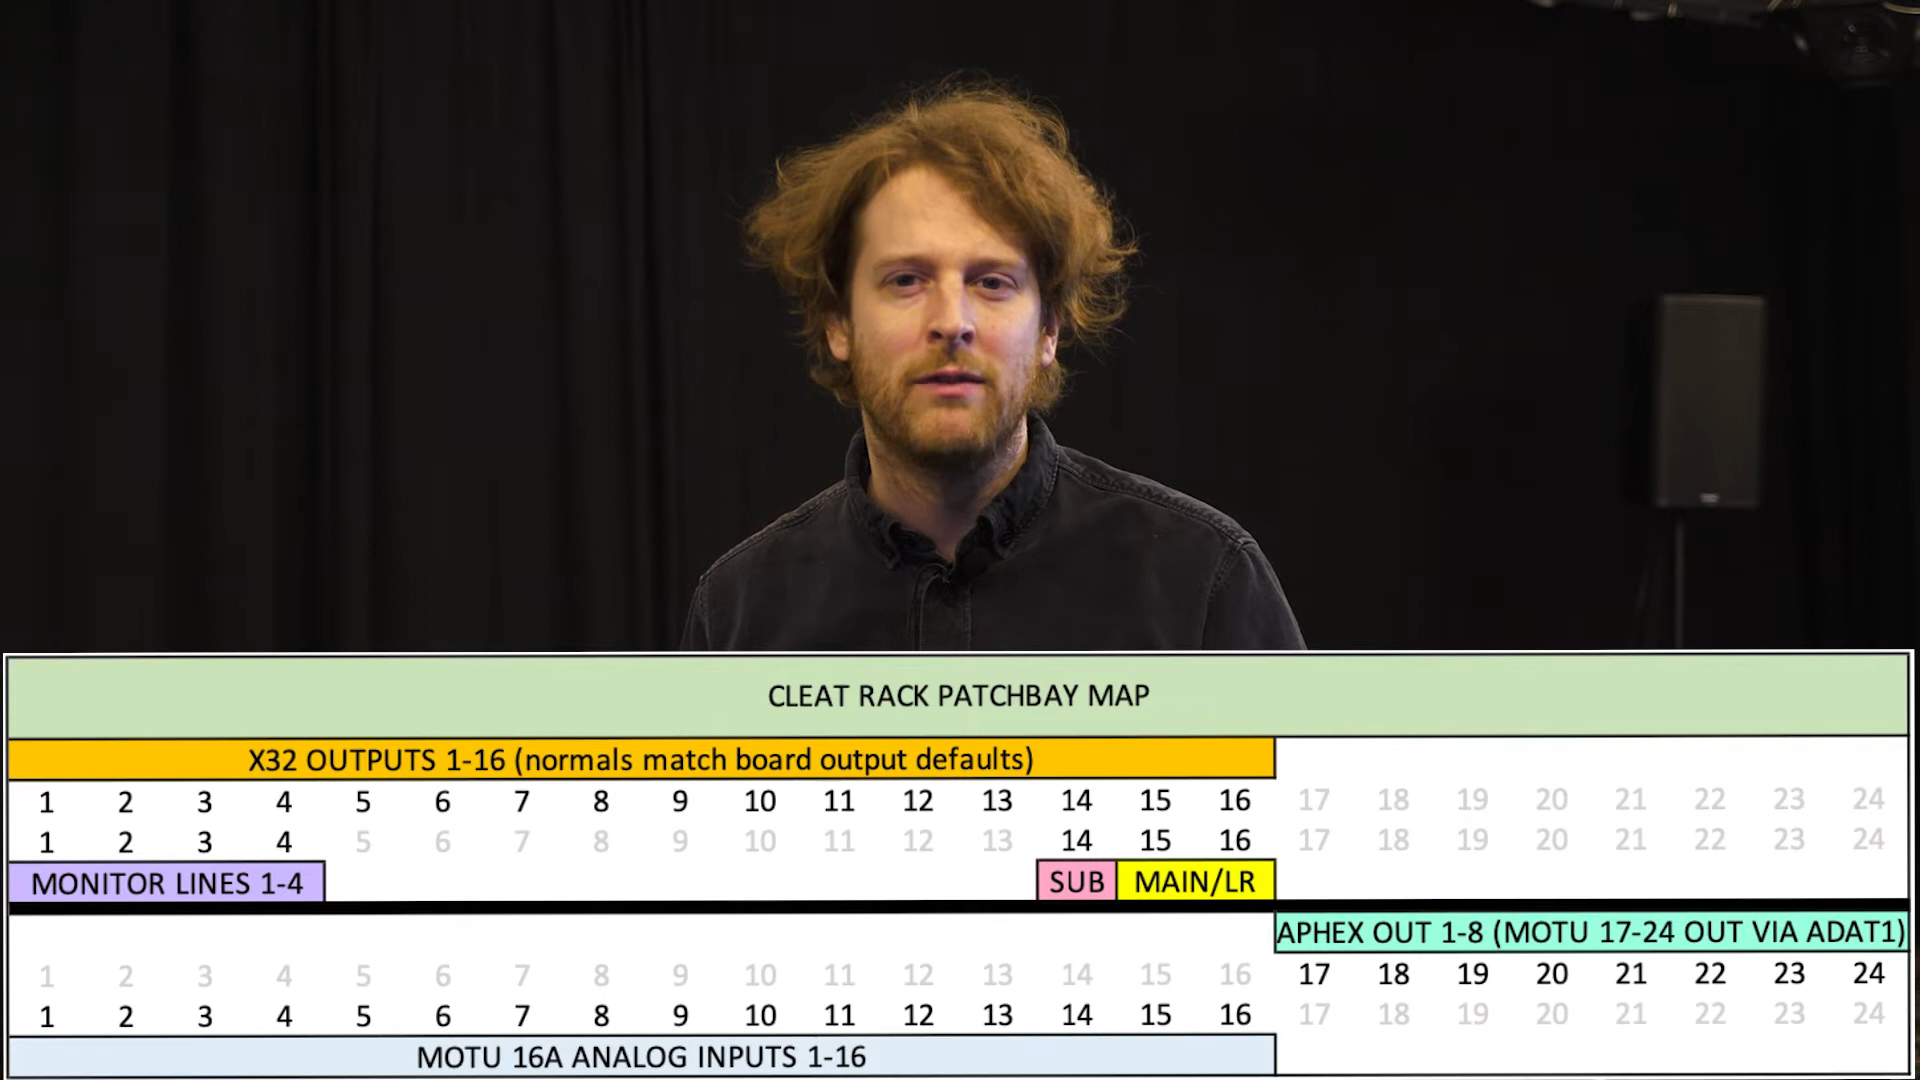 CLEAT RACK PATCHBAY MAP
X32 OUTPUTS 1-16 (normals match board output defaults)
1 2 3 4 5 6 7 8 9 10 11 12 13 14 15 16 17 18 19 20 21 22 23 24
1 2 3 4 5 6 7 8 9 10 11 12 13 14 15 16 17 18 19 20 21 22 23 24
MONITOR LINES 1-4 SUB MAIN/LR
APHEX OUT 1-8 (MOTU 17-24 OUT VIA ADAT1)
1 2 3 4 5 6 7 8 9 10 11 12 13 14 15 16 17 18 19 20 21 22 23 24
1 2 3 4 5 6 7 8 9 10 11 12 13 14 15 16 17 18 19 20 21 22 23 24
MOTU 16A ANALOG INPUTS 1-16